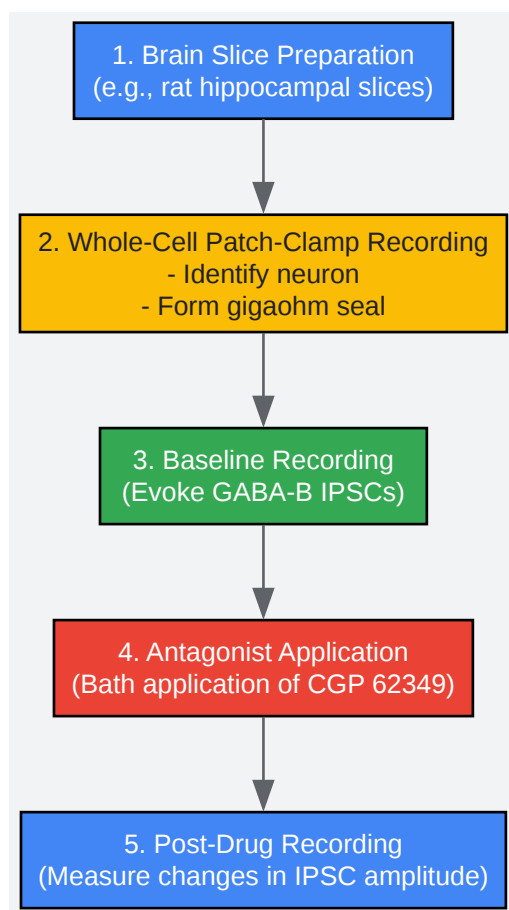 1. Brain Slice Preparation
(e.g., rat hippocampal slices)
2. Whole-Cell Patch-Clamp Recording
- Identify neuron
- Form gigaohm seal
3. Baseline Recording
(Evoke GABA-B IPSCs)
4. Antagonist Application
(Bath application of CGP 62349)
5. Post-Drug Recording
(Measure changes in IPSC amplitude)